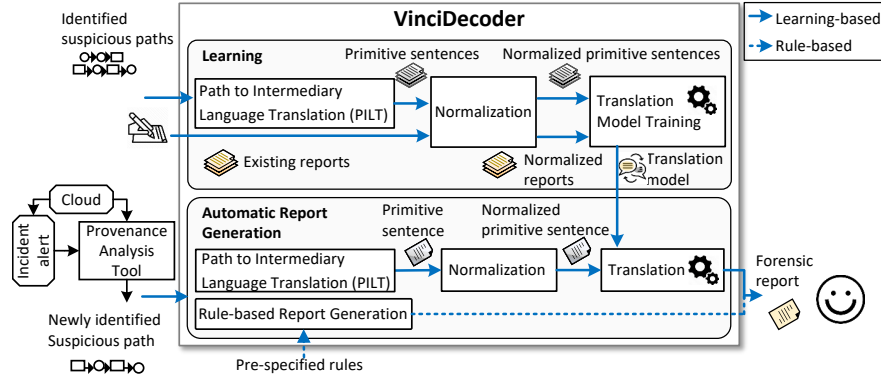 VinciDecoder
Learning-based
Rule-based
Identified
suspicious paths
Learning
Primitive sentences
Normalized primitive sentences
Path to Intermediary
Language Translation (PILT)
Normalization
Translation
Model Training
Existing reports
Normalized
reports
Translation
model
Cloud
Incident
alert
Provenance
Analysis
Tool
Newly identified
Suspicious path
Automatic Report
Generation
Primitive
sentence
Normalized
primitive sentence
Path to Intermediary
Language Translation (PILT)
Normalization
Translation
Rule-based Report Generation
Pre-specified rules
Forensic
report